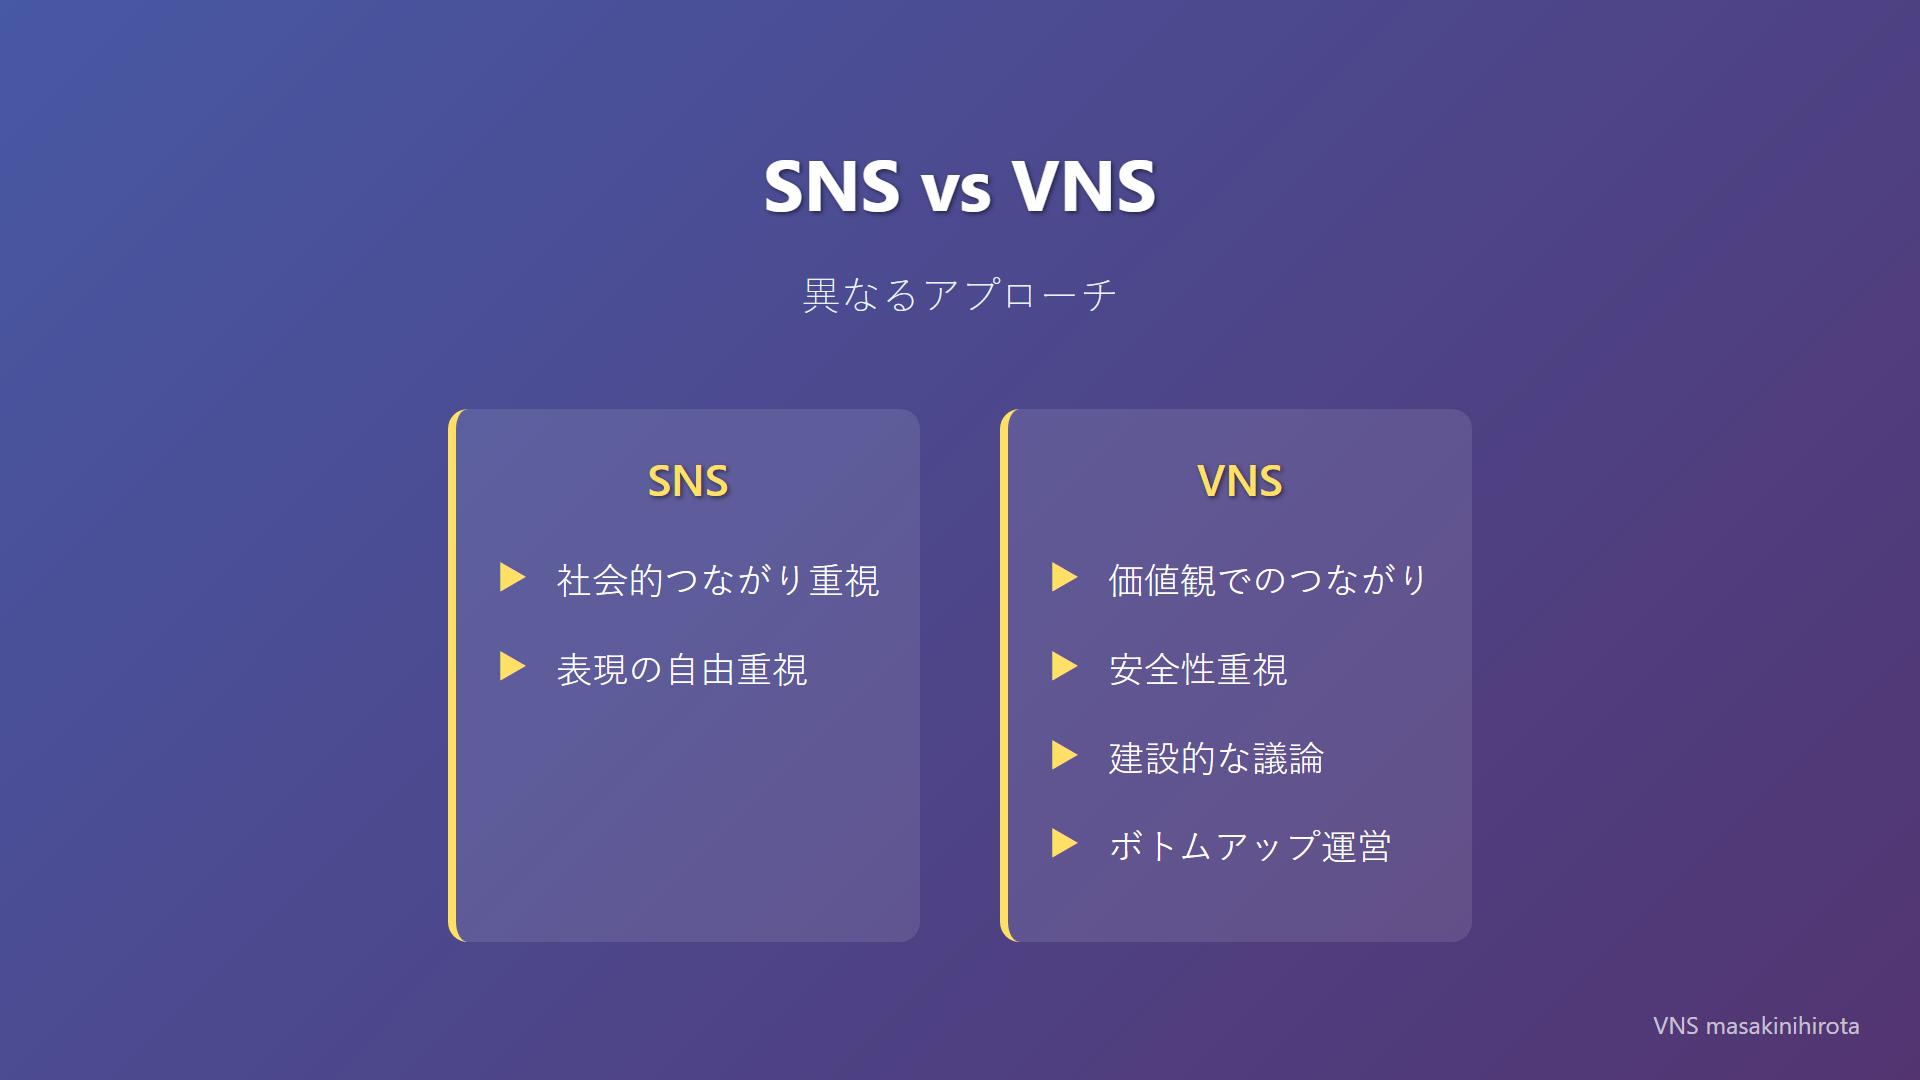 SNS vs VNS
異なるアプローチ
SNS
▶ 社会的つながり重視
▶ 表現の自由重視
VNS
▶ 価値観でのつながり
▶ 安全性重視
▶ 建設的な議論
▶ ボトムアップ運営
VNS masakinihirota